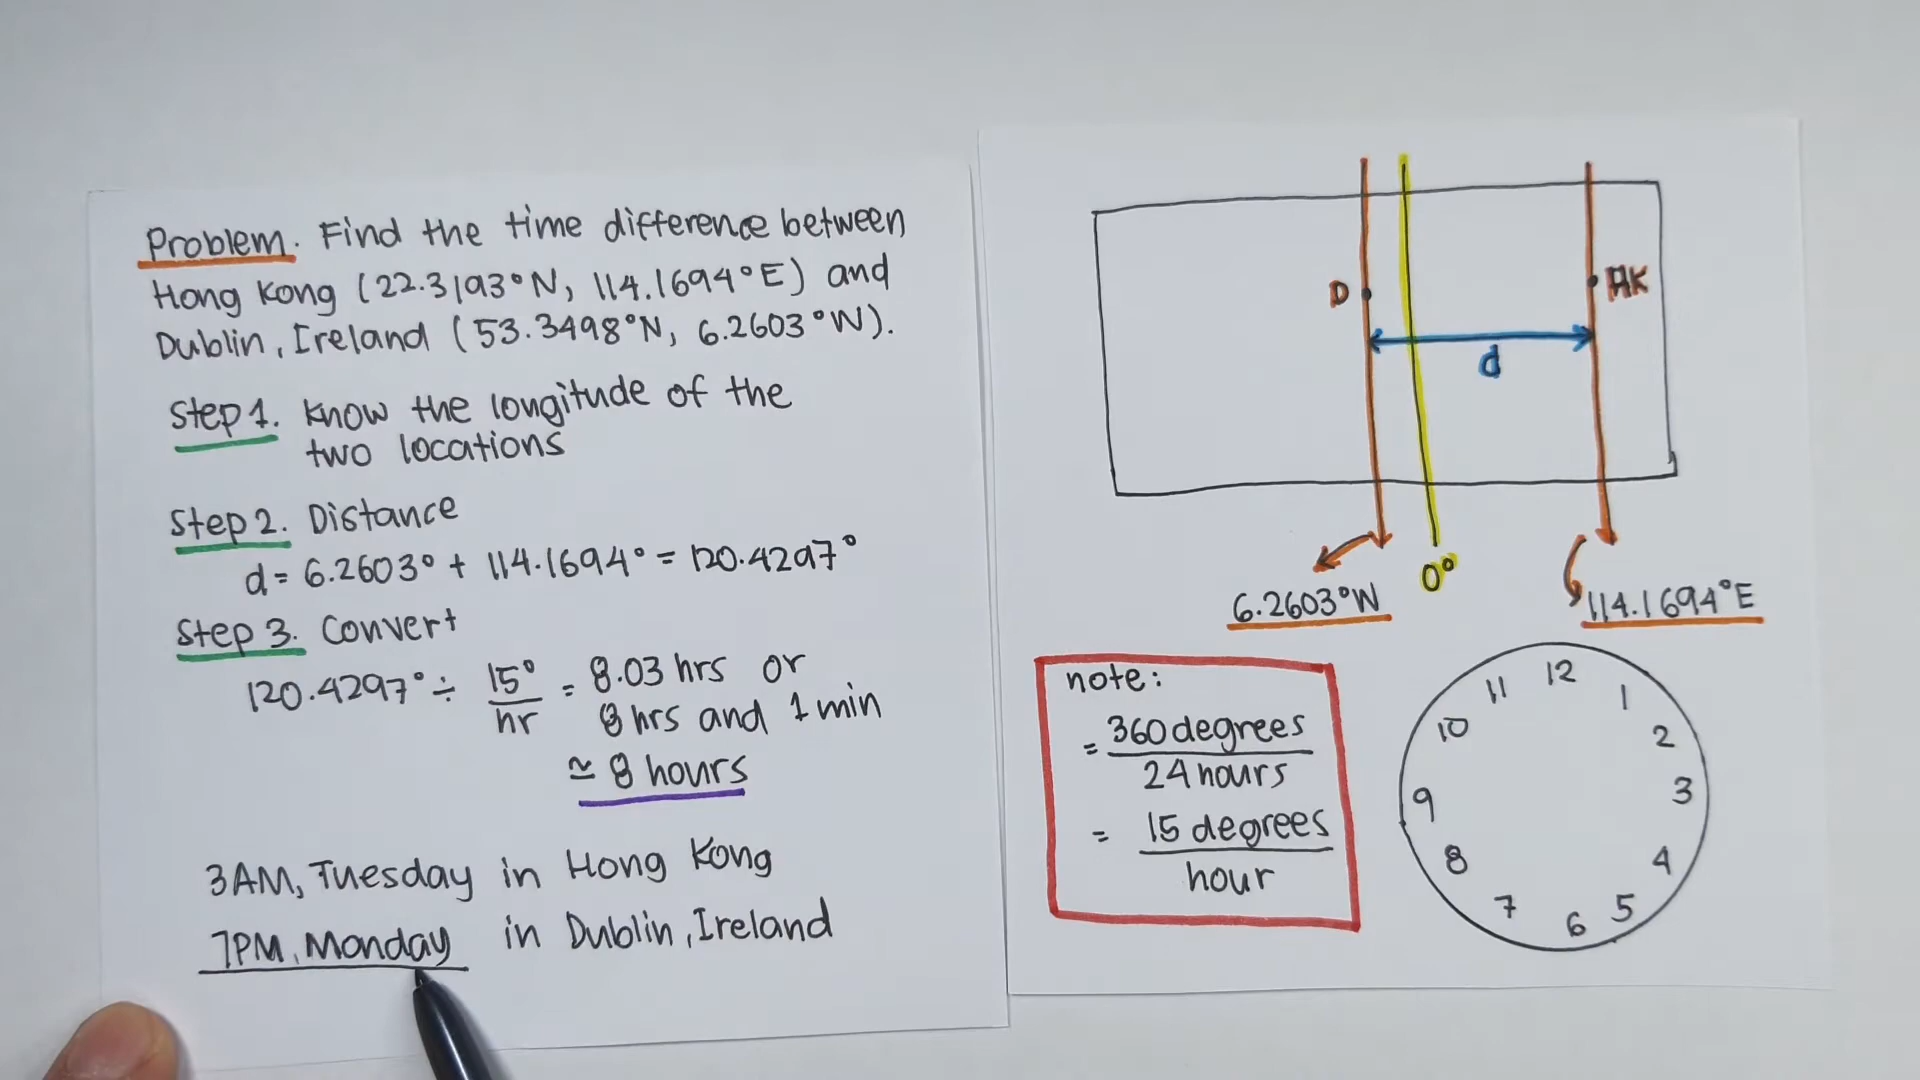 Problem. Find the time difference between
Hong Kong (22.3193°N, 114.1694°E) and
Dublin, Ireland (53.3498°N, 6.2603°W).
Step 1. Know the longitude of the
two locations
Step 2. Distance
d = 6.2603° + 114.1694° = 120.4297°
Step 3. Convert
120.4297° ÷ 15°/hr = 8.03 hrs or
8 hrs and 1 min
≃ 8 hours
3AM, Tuesday in Hong Kong
7PM, Monday in Dublin, Ireland
D
HK
d
0°
6.2603°W
114.1694°E
note:
= 360 degrees
24 hours
= 15 degrees
hour
12
1
2
3
4
5
6
7
8
9
10
11